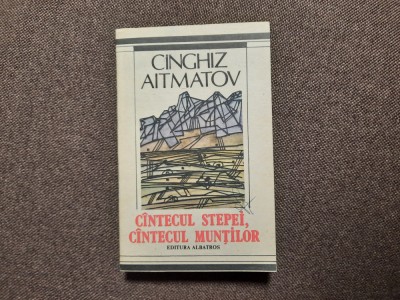 CINGHIZ
AITMATOV
CÎNTECUL STEPEI,
CÎNTECUL MUNȚILOR
EDITURA ALBATROS